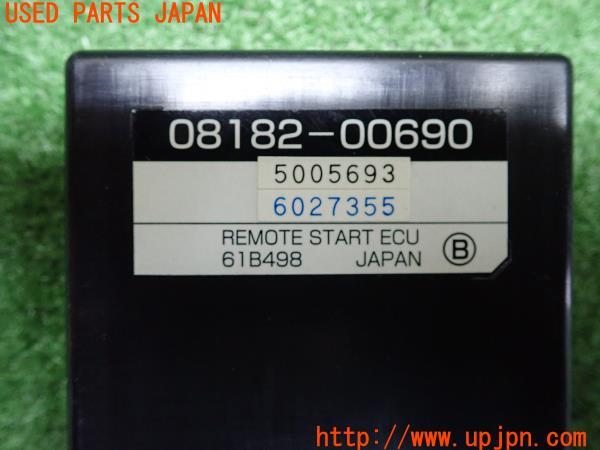 USED PARTS JAPAN
08182-00690
5005693
6027355
REMOTE START ECU
61B498 JAPAN B
http://www.upjpn.com